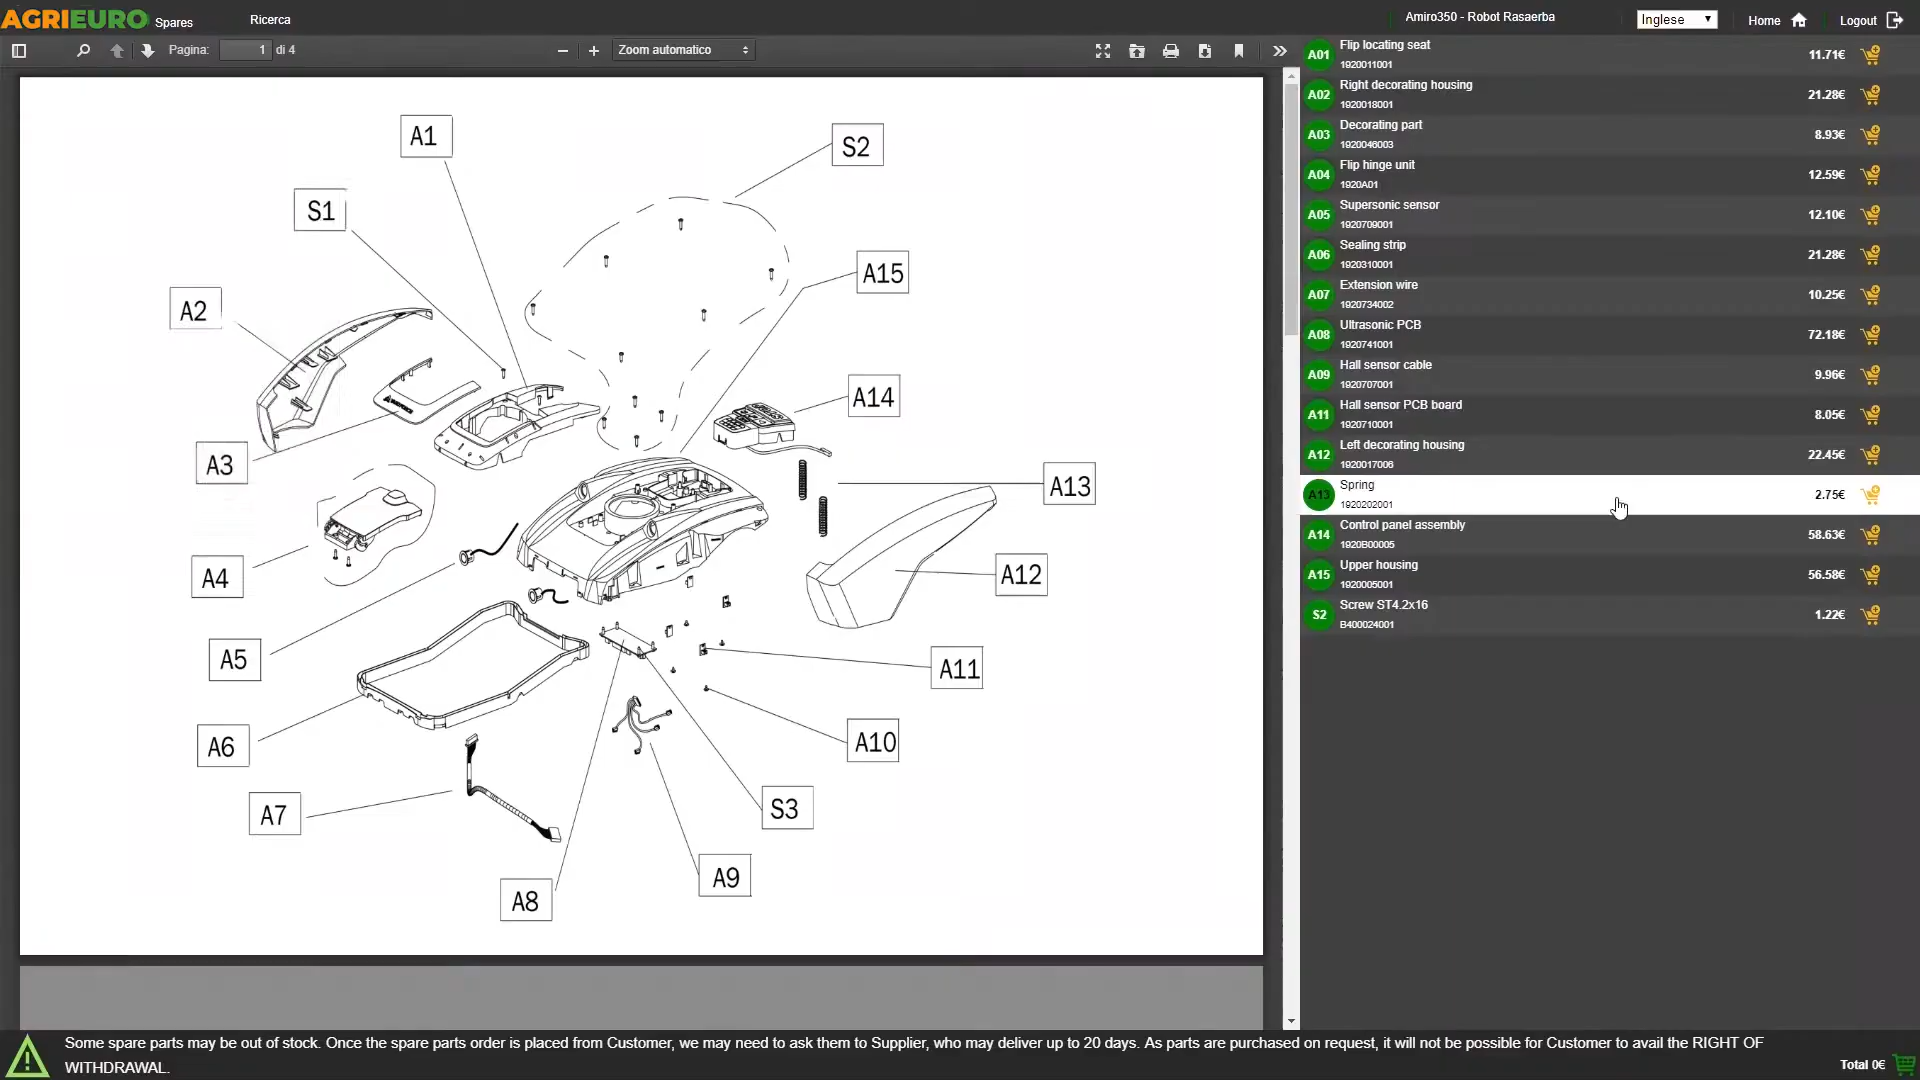 AGRIEURO Spares
Ricerca
Amiro350 - Robot Rasaerba
Inglese
Home
Logout
Pagina:
1
di 4
Zoom automatico
A1
S2
S1
A15
A2
A14
A3
A13
A4
A12
A5
A11
A6
A10
A7
S3
A9
A8
A01
Flip locating seat
1920011001
11.71€
A02
Right decorating housing
1920018001
21.28€
A03
Decorating part
1920046003
8.93€
A04
Flip hinge unit
1920A01
12.59€
A05
Supersonic sensor
1920709001
12.10€
A06
Sealing strip
1920310001
21.28€
A07
Extension wire
1920734002
10.25€
A08
Ultrasonic PCB
1920741001
72.18€
A09
Hall sensor cable
1920707001
9.96€
A11
Hall sensor PCB board
1920710001
8.05€
A12
Left decorating housing
1920017006
22.45€
A13
Spring
1920202001
2.75€
A14
Control panel assembly
1920B00005
58.63€
A15
Upper housing
1920005001
56.58€
S2
Screw ST4.2x16
B400024001
1.22€
Some spare parts may be out of stock. Once the spare parts order is placed from Customer, we may need to ask them to Supplier, who may deliver up to 20 days. As parts are purchased on request, it will not be possible for Customer to avail the RIGHT OF
WITHDRAWAL.
Total 0€